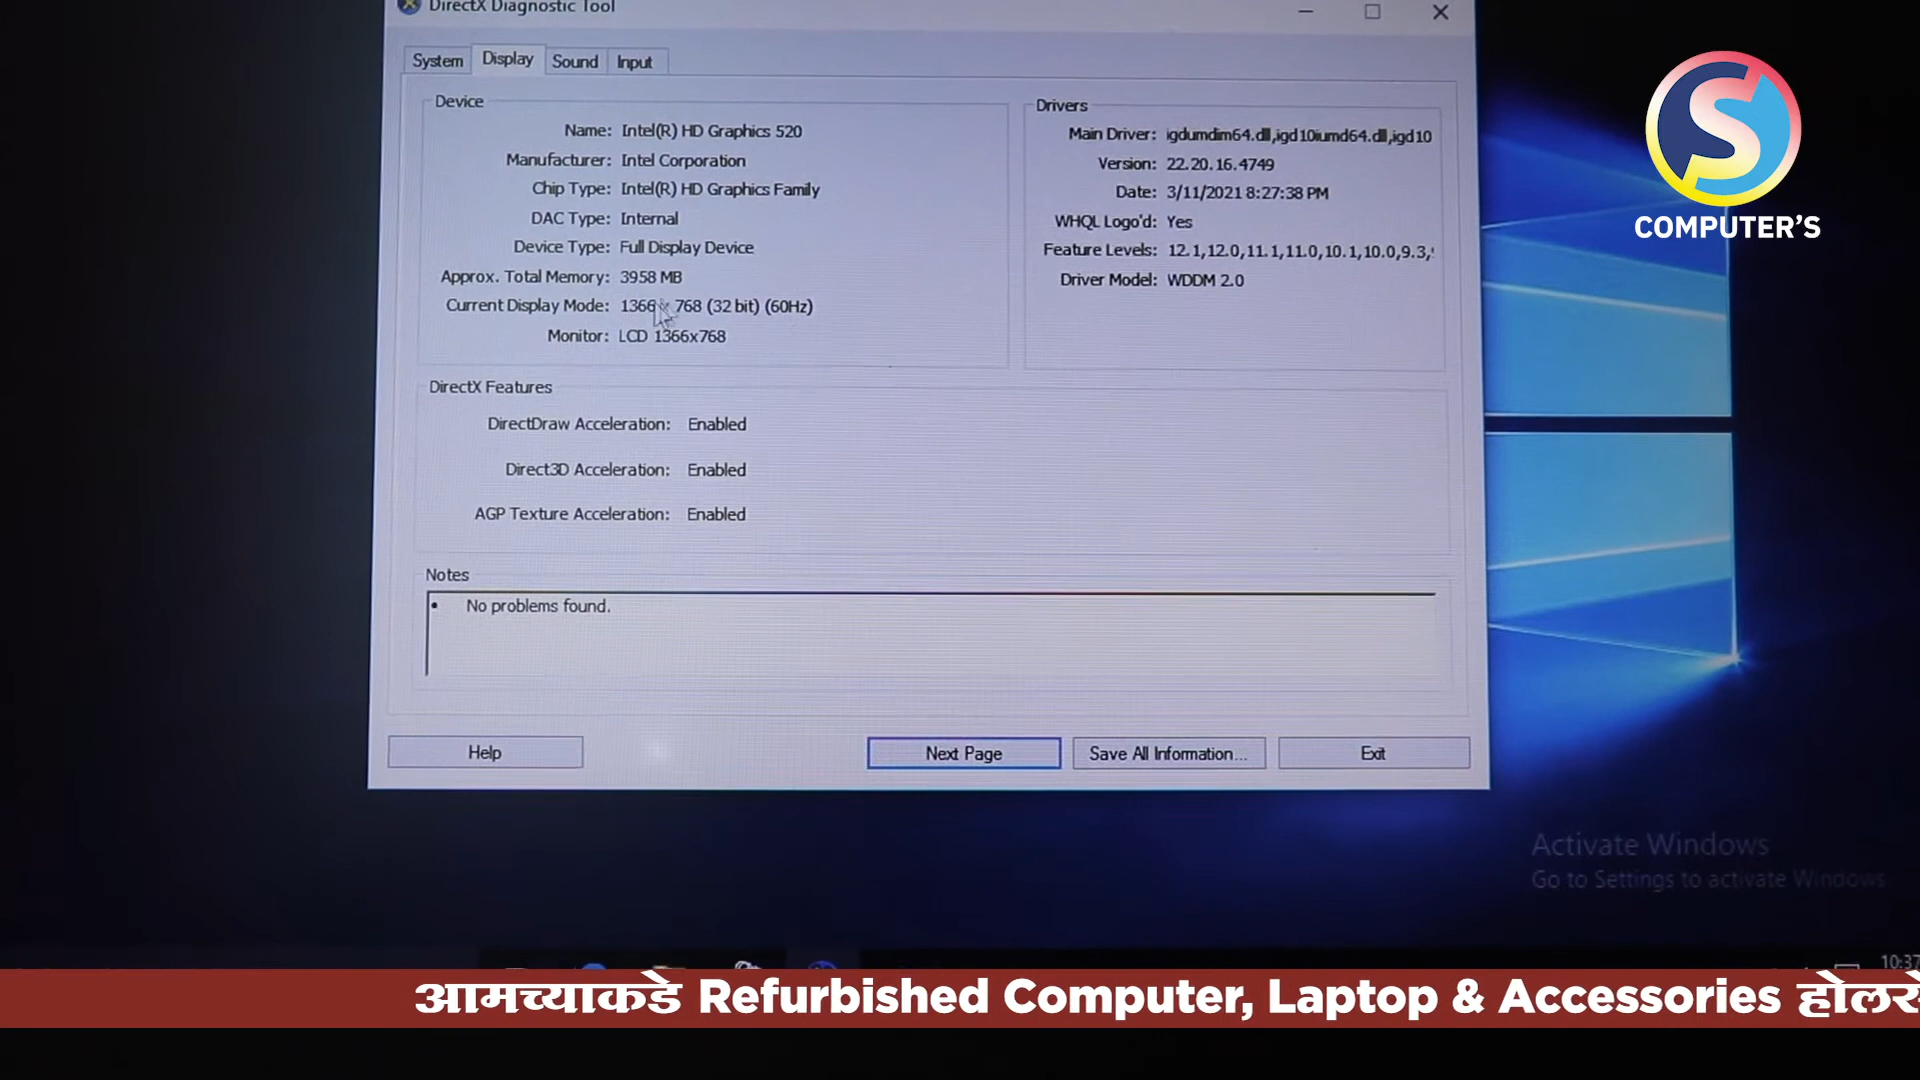 DirectX Diagnostic Tool
System Display Sound Input
Device
Name: Intel(R) HD Graphics 520
Manufacturer: Intel Corporation
Chip Type: Intel(R) HD Graphics Family
DAC Type: Internal
Device Type: Full Display Device
Approx. Total Memory: 3958 MB
Current Display Mode: 1366 x 768 (32 bit) (60Hz)
Monitor: LCD 1366x768
Drivers
Main Driver: igdumdim64.dll,igd10iumd64.dll,igd10
Version: 22.20.16.4749
Date: 3/11/2021 8:27:38 PM
WHQL Logo'd: Yes
Feature Levels: 12.1,12.0,11.1,11.0,10.1,10.0,9.3,
Driver Model: WDDM 2.0
DirectX Features
DirectDraw Acceleration: Enabled
Direct3D Acceleration: Enabled
AGP Texture Acceleration: Enabled
Notes
• No problems found.
Help Next Page Save All Information... Exit
S
COMPUTER'S
Activate Windows
Go to Settings to activate Windows
10:37
आमच्याकडे Refurbished Computer, Laptop & Accessories